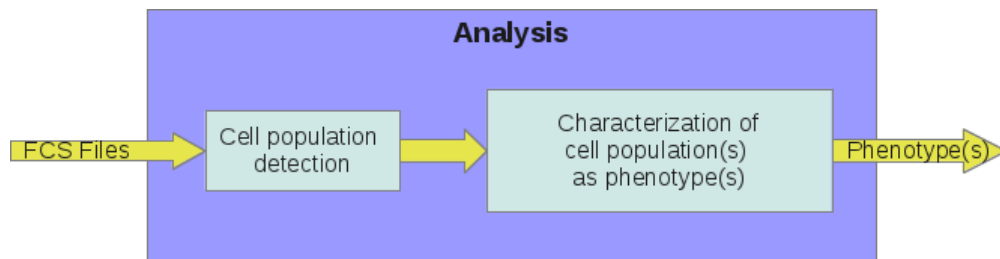 Analysis
FCS Files
Cell population
detection
Characterization of
cell population(s)
as phenotype(s)
Phenotype(s)